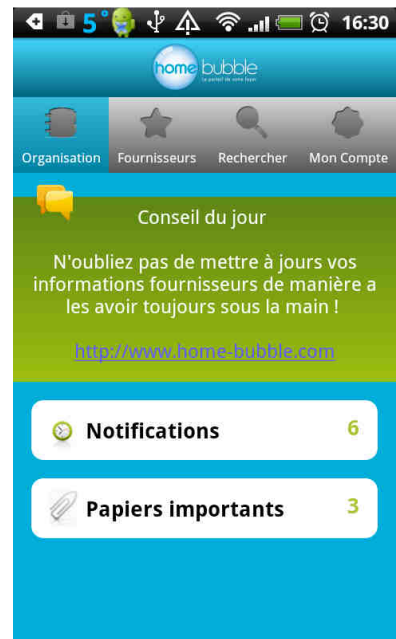 5°
16:30
home bubble
Organisation
Fournisseurs
Rechercher
Mon Compte
Conseil du jour
N'oubliez pas de mettre à jours vos
informations fournisseurs de manière a
les avoir toujours sous la main !
http://www.home-bubble.com
Notifications 6
Papiers importants 3